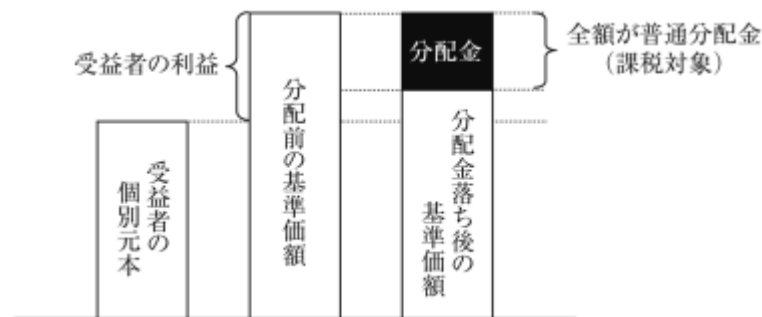 受益者の利益
分配金
全額が普通分配金
（課税対象）
受益者の
個別元本
分配前の基準価額
分配金落ち後の
基準価額